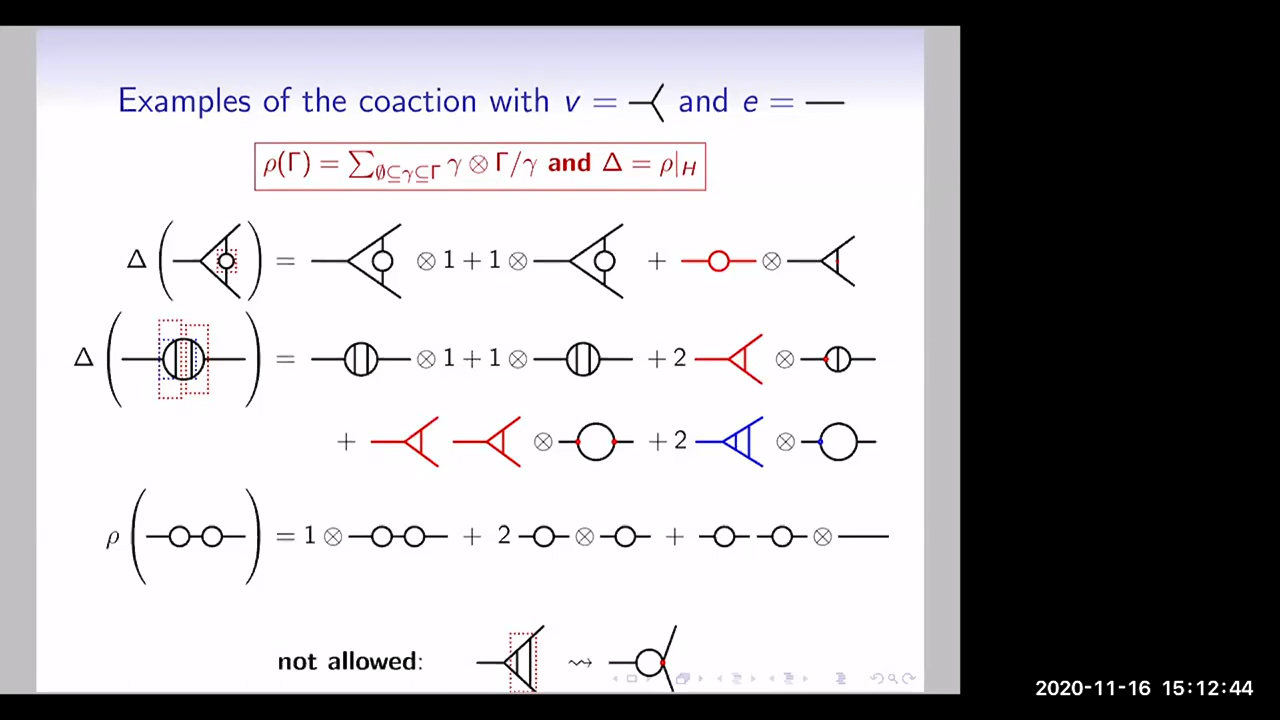 Examples of the coaction with v = and e =
ρ(Γ) = ∑∅⊆γ⊆Γ γ ⊗ Γ/γ and Δ = ρ|H
Δ ( ) = ⊗ 1 + 1 ⊗ + ⊗
Δ ( ) = ⊗ 1 + 1 ⊗ + 2 ⊗
+ ⊗ + 2 ⊗
ρ ( ) = 1 ⊗ + 2 ⊗ + ⊗
not allowed: ⇝
2020-11-16 15:12:44